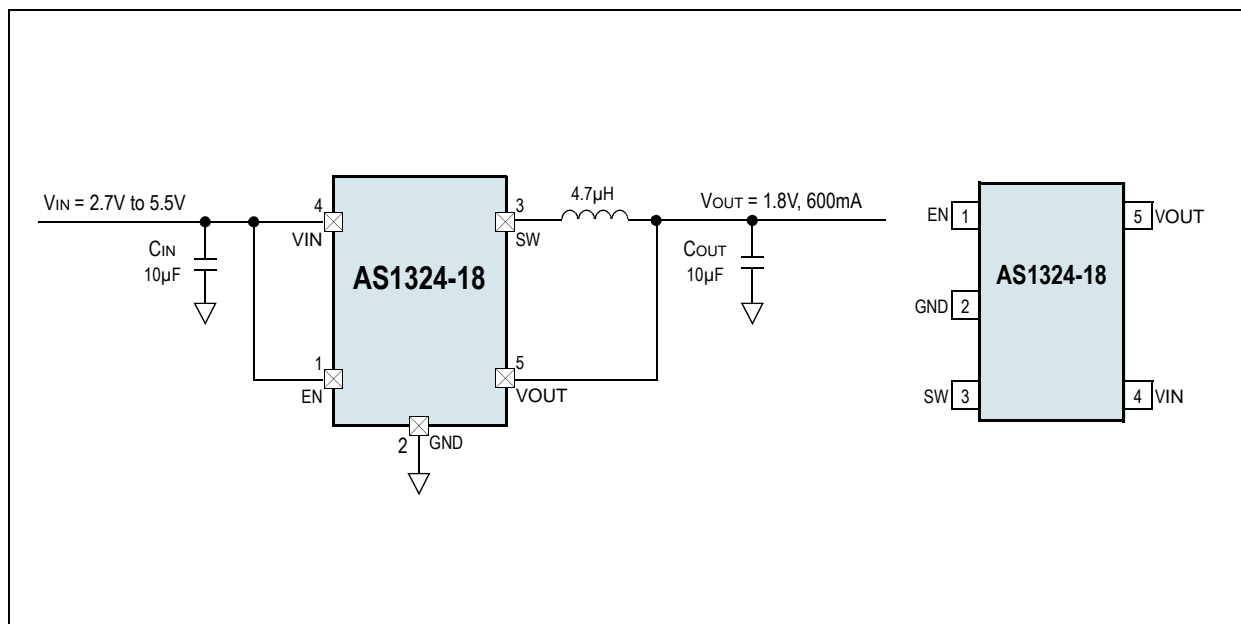 VIN = 2.7V to 5.5V
CIN
10µF
4
VIN
AS1324-18
3
SW
4.7µH
VOUT = 1.8V, 600mA
COUT
10µF
1
EN
5
VOUT
2
GND
EN 1
5 VOUT
AS1324-18
GND 2
SW 3
4 VIN